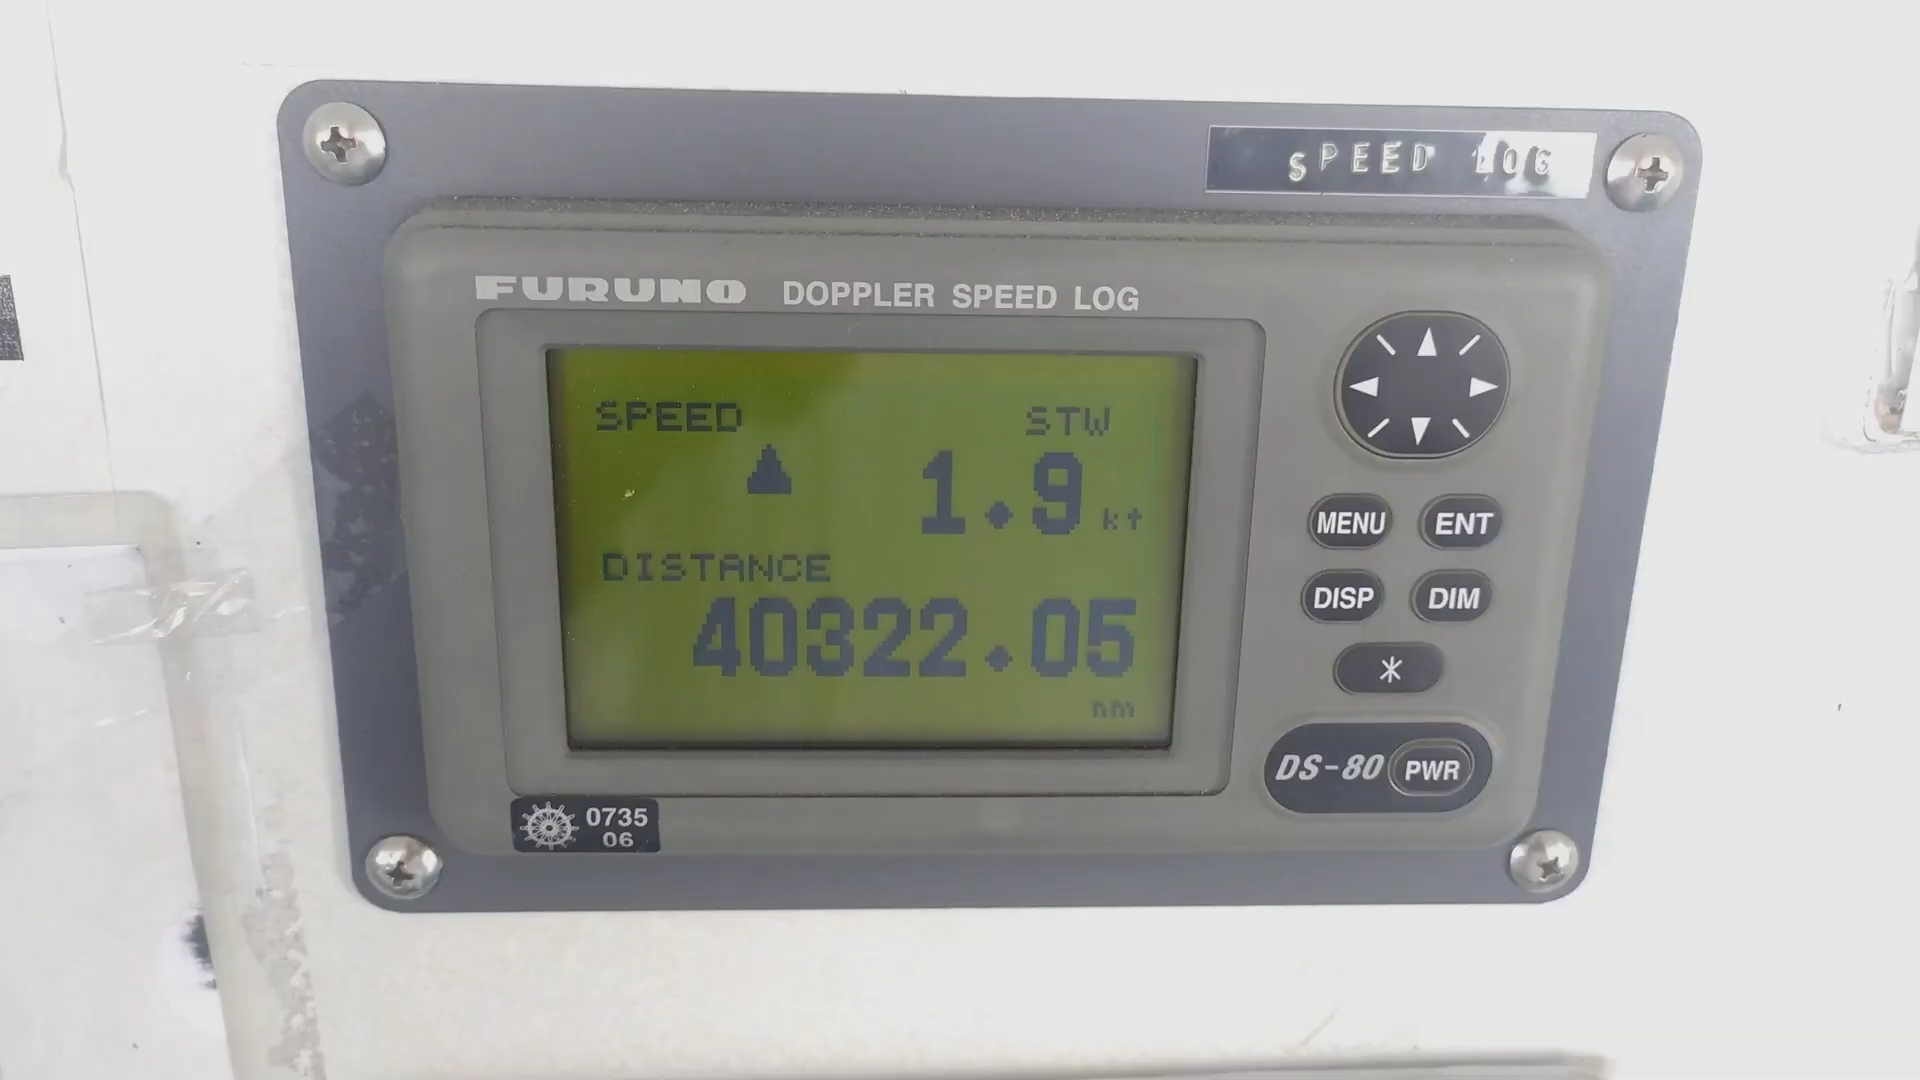 SPEED LOG
FURUNO DOPPLER SPEED LOG
SPEED STW
1.9 kt
DISTANCE
40322.05
nm
MENU ENT
DISP DIM
*
DS-80 PWR
0735
06